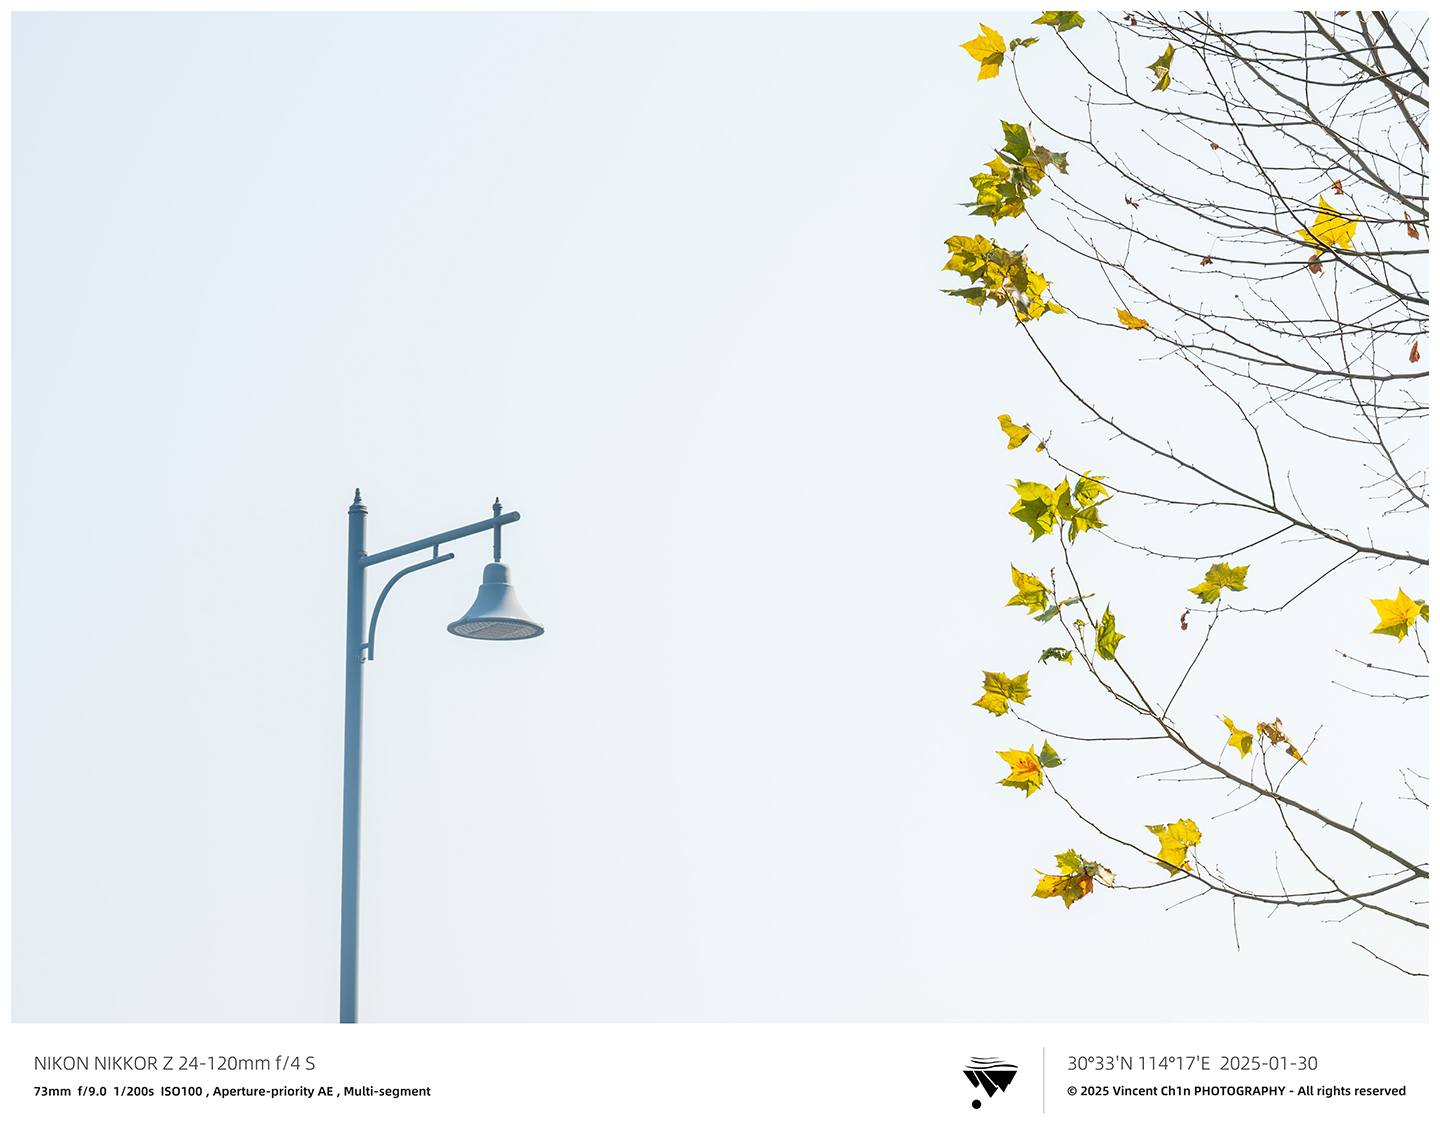 NIKON NIKKOR Z 24-120mm f/4 S
73mm  f/9.0  1/200s  ISO100 , Aperture-priority AE , Multi-segment
30°33'N 114°17'E  2025-01-30
© 2025 Vincent Ch1n PHOTOGRAPHY - All rights reserved